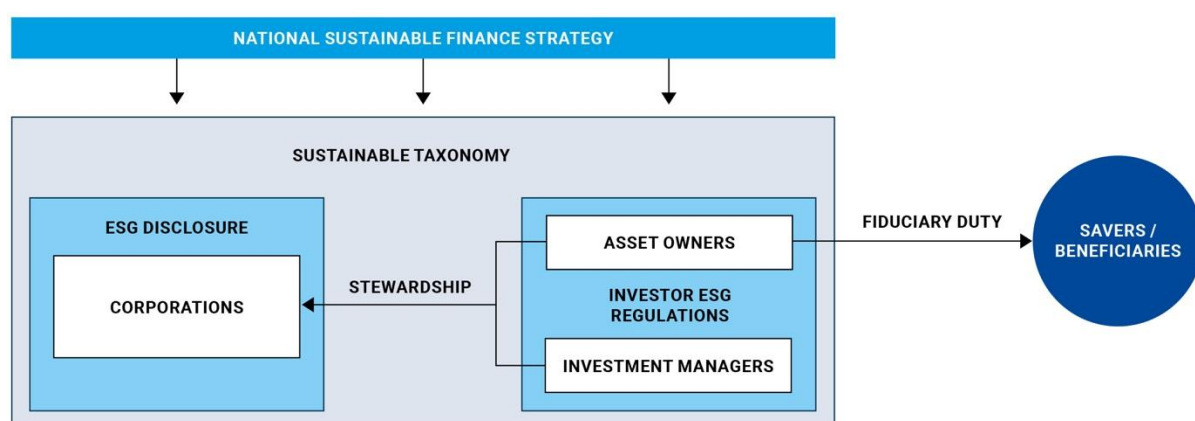 NATIONAL SUSTAINABLE FINANCE STRATEGY
SUSTAINABLE TAXONOMY
ESG DISCLOSURE
CORPORATIONS
STEWARDSHIP
ASSET OWNERS
INVESTOR ESG
REGULATIONS
INVESTMENT MANAGERS
FIDUCIARY DUTY
SAVERS /
BENEFICIARIES